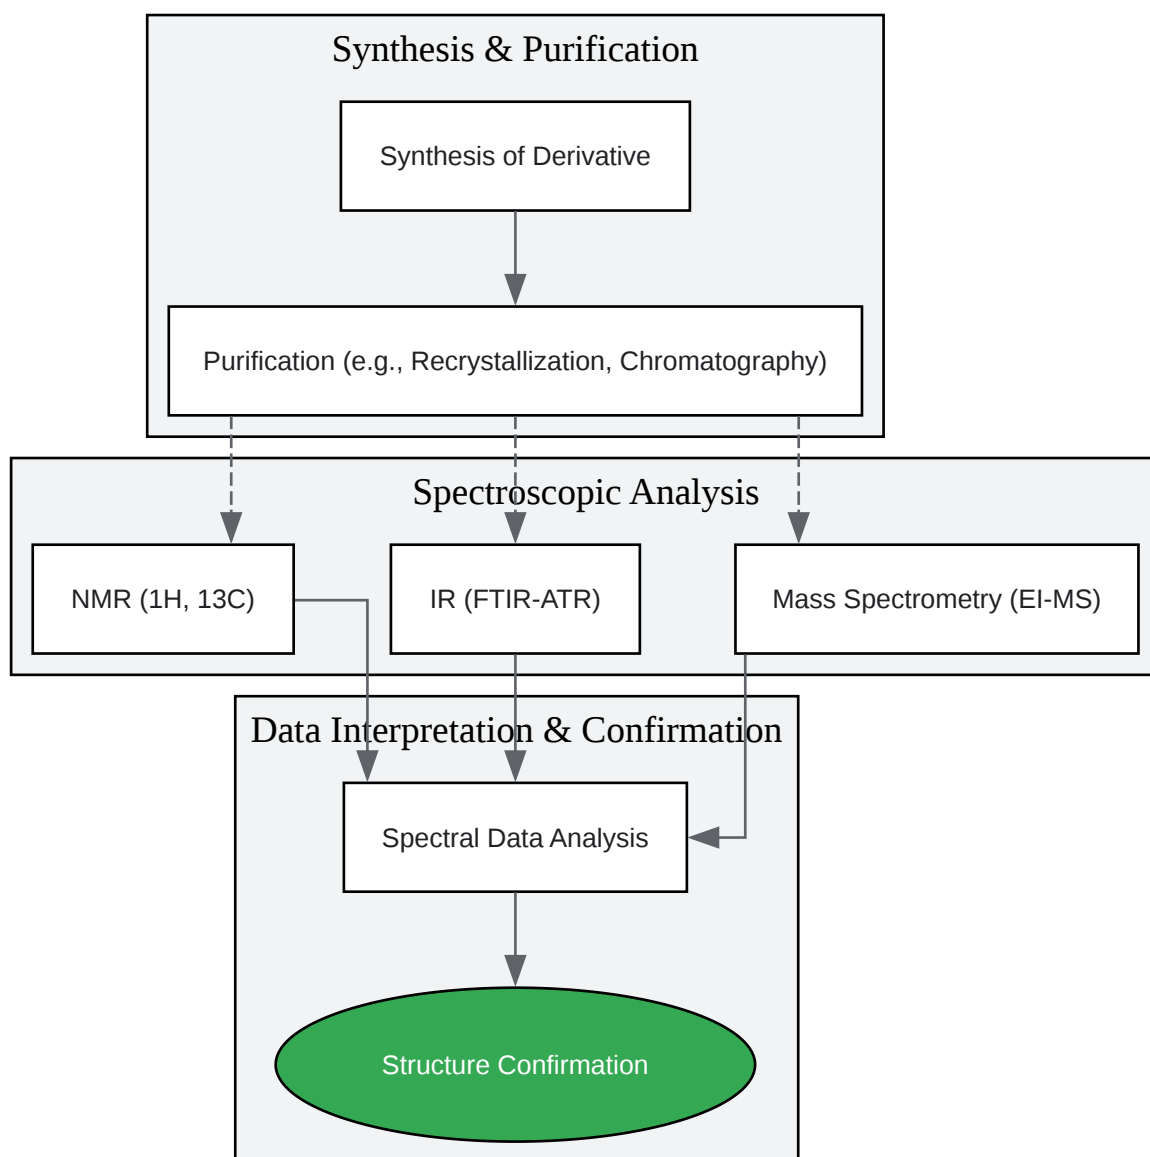 Synthesis & Purification
Synthesis of Derivative
Purification (e.g., Recrystallization, Chromatography)
Spectroscopic Analysis
NMR (1H, 13C)
IR (FTIR-ATR)
Mass Spectrometry (EI-MS)
Data Interpretation & Confirmation
Spectral Data Analysis
Structure Confirmation